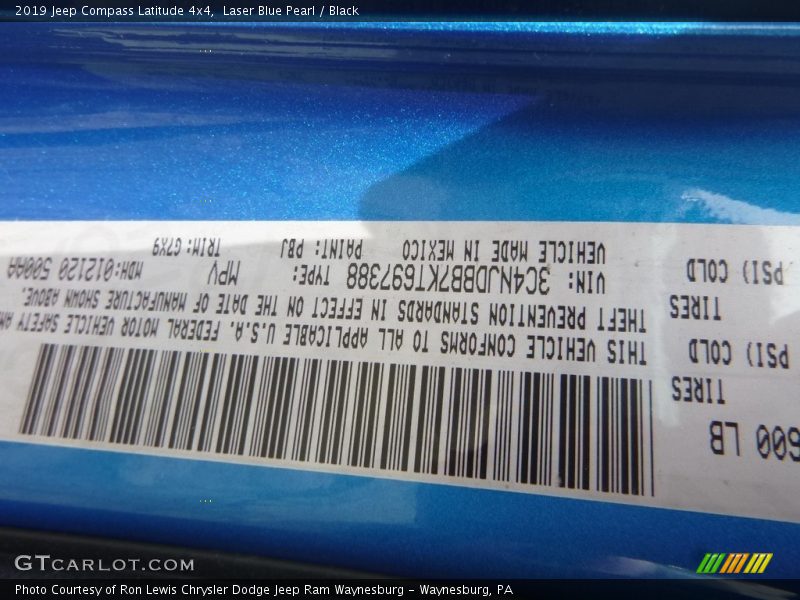 2019 Jeep Compass Latitude 4x4, Laser Blue Pearl / Black
600 LB
TIRES
PSI) COLD
TIRES
PSI) COLD
THIS VEHICLE CONFORMS TO ALL APPLICABLE U.S.A. FEDERAL MOTOR VEHICLE SAFETY AND
THEFT PREVENTION STANDARDS IN EFFECT ON THE DATE OF MANUFACTURE SHOWN ABOVE.
VIN: 3C4NJDBB7KT697388 TYPE: MPV MDH:012120 500AA
VEHICLE MADE IN MEXICO PAINT: PBJ TRIM: G7X9
GTCARLOT.COM
Photo Courtesy of Ron Lewis Chrysler Dodge Jeep Ram Waynesburg - Waynesburg, PA